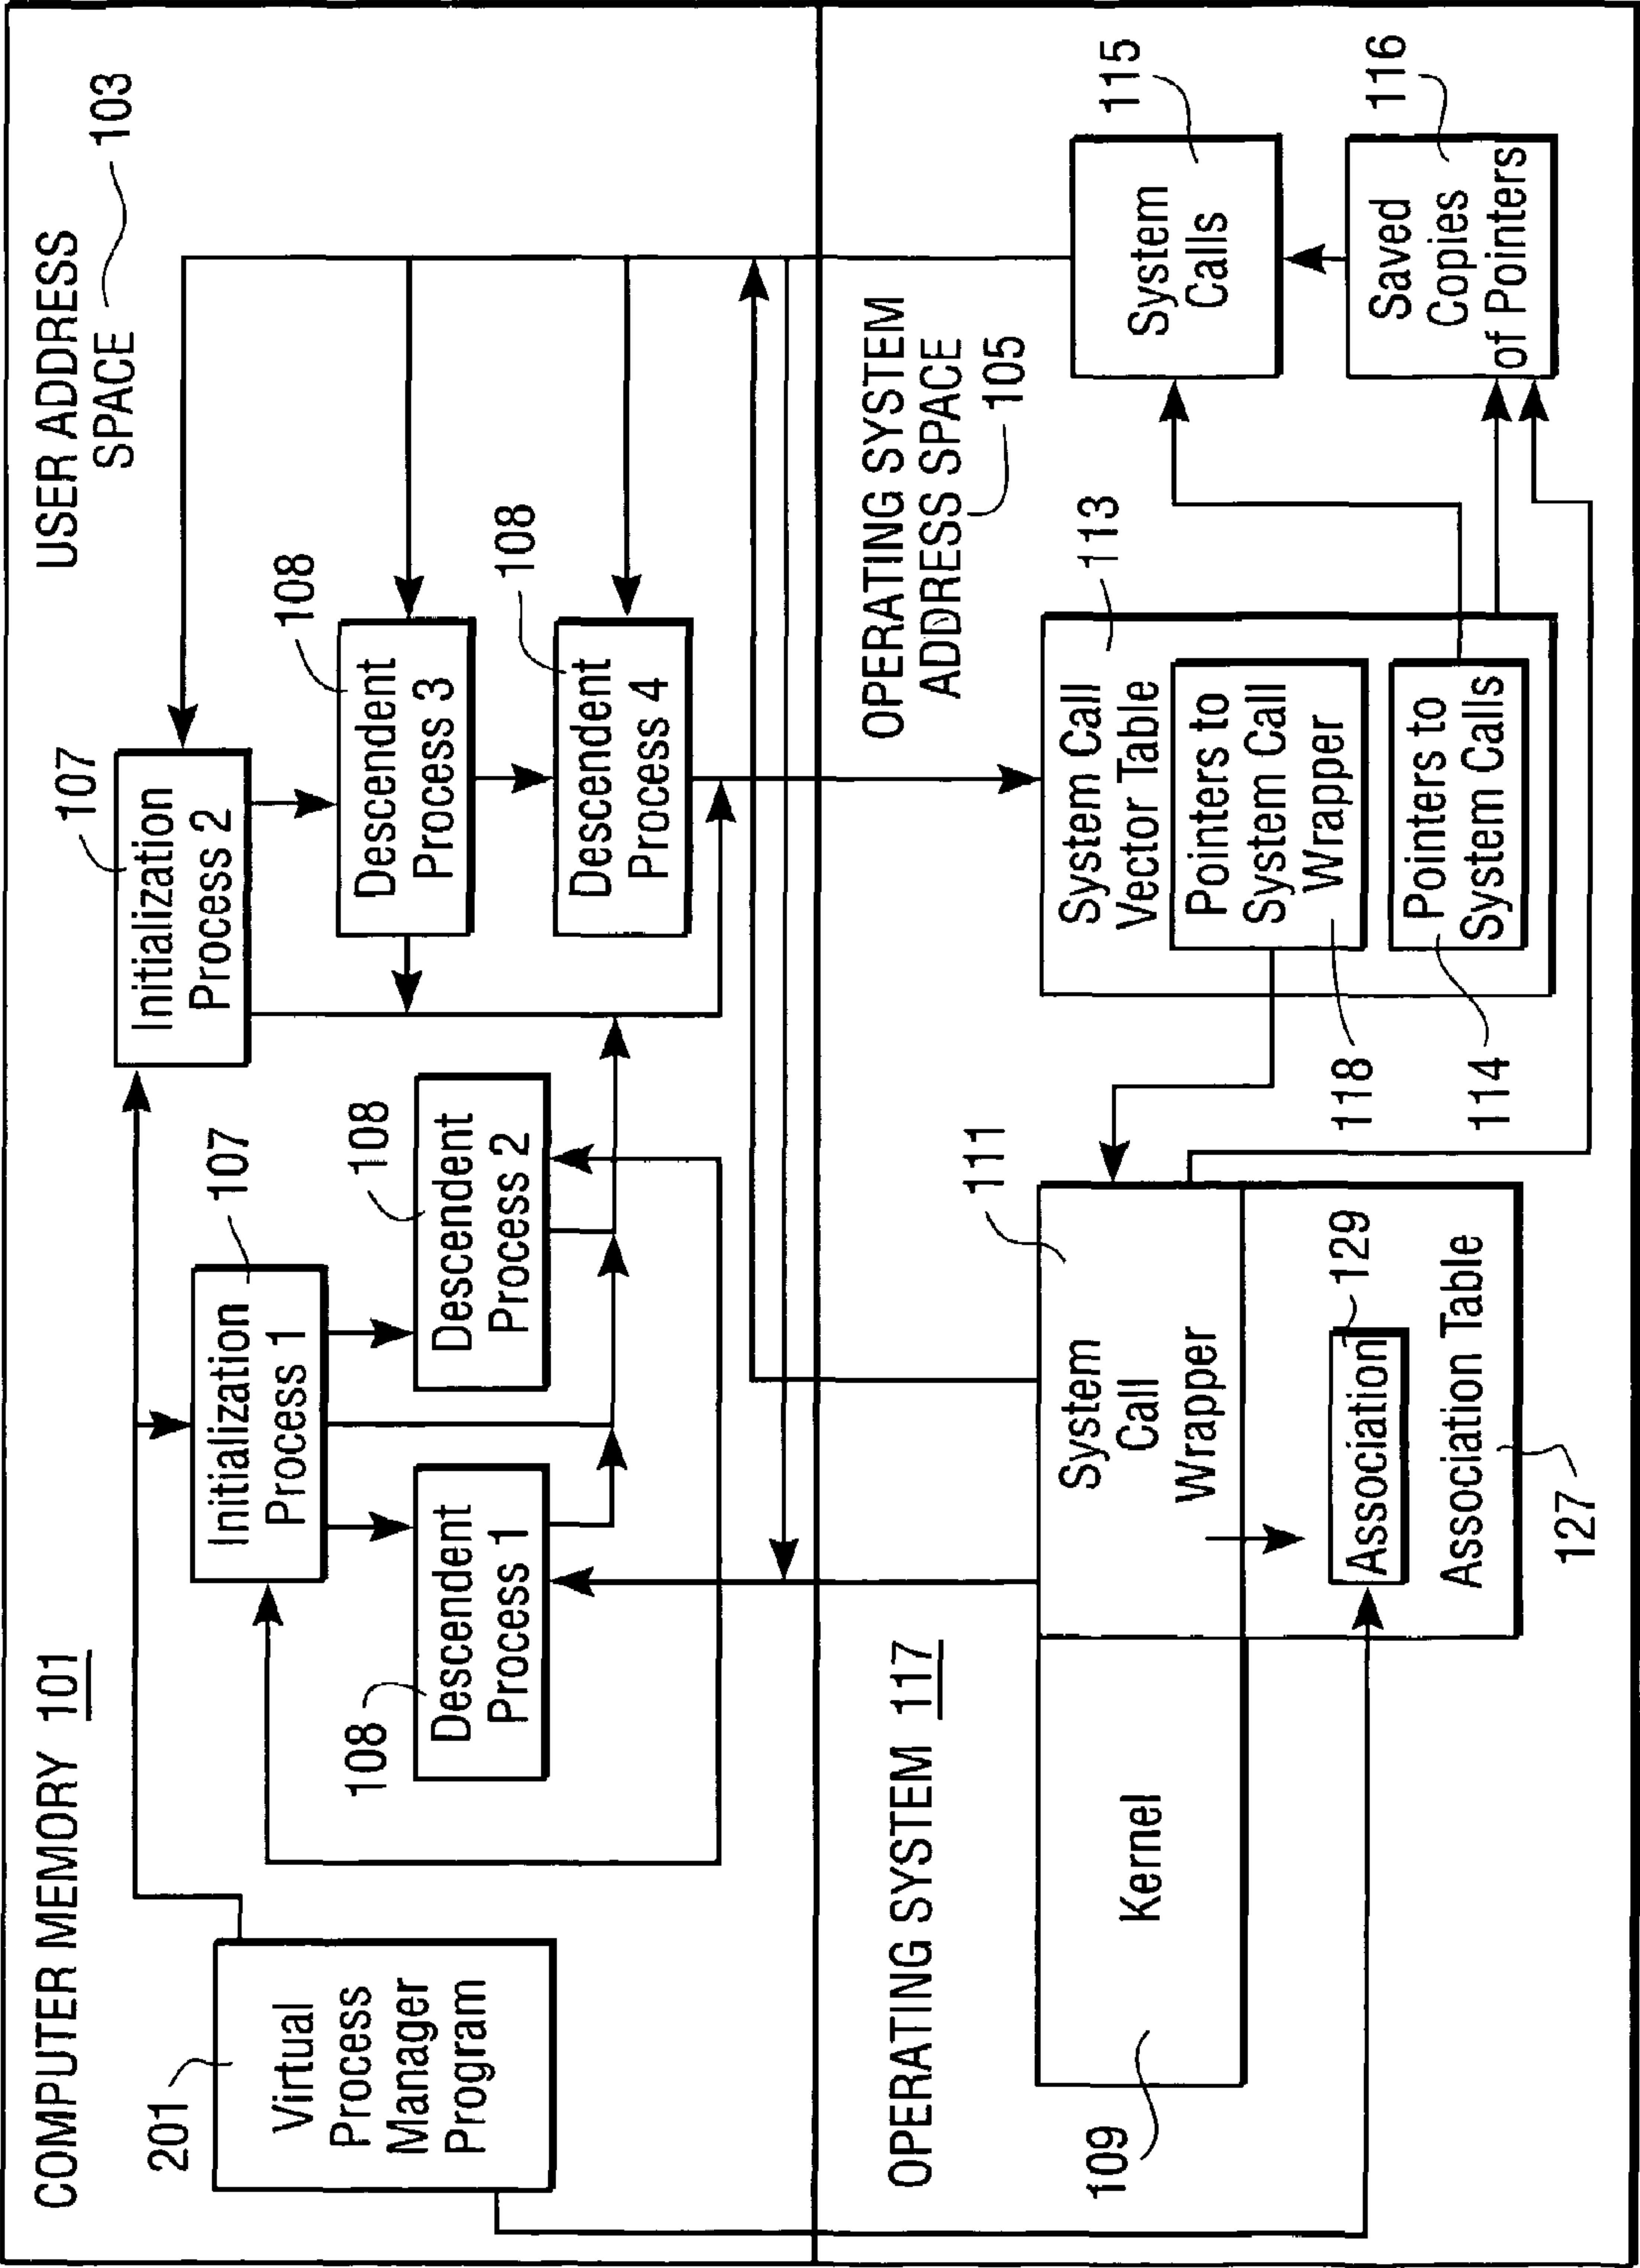 COMPUTER MEMORY 101
USER ADDRESS
SPACE 103
201
Virtual
Process
Manager
Program
107
Initialization
Process 1
108
Descendent
Process 1
108
Descendent
Process 2
107
Initialization
Process 2
108
Descendent
Process 3
108
Descendent
Process 4
OPERATING SYSTEM 117
OPERATING SYSTEM
ADDRESS SPACE
105
109
Kernel
111
System
Call
Wrapper
129
Association
Association Table
127
113
System Call
Vector Table
Pointers to
System Call
Wrapper
118
Pointers to
System Calls
114
115
System
Calls
116
Saved
Copies
of Pointers